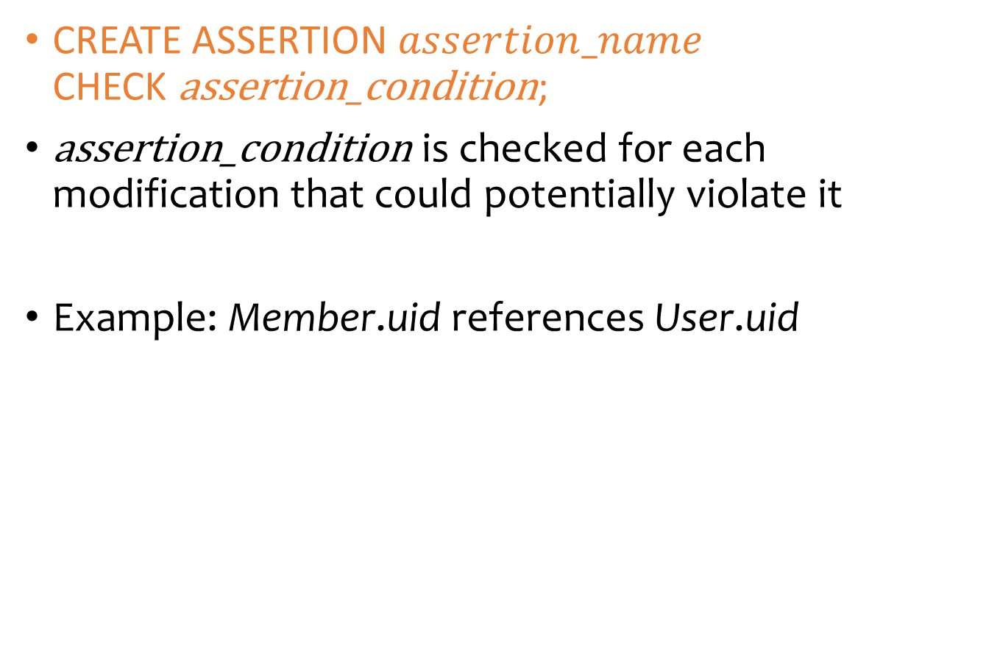 • CREATE ASSERTION assertion_name
CHECK assertion_condition;
• assertion_condition is checked for each
modification that could potentially violate it
• Example: Member.uid references User.uid